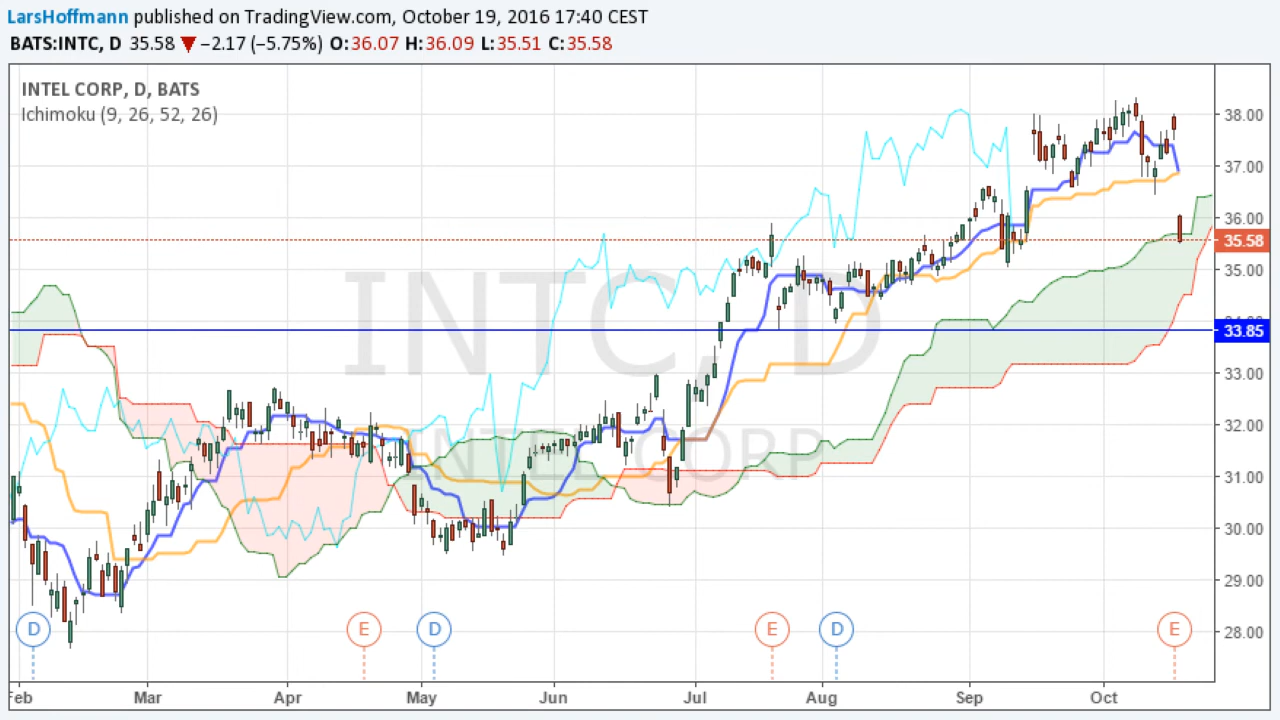 LarsHoffmann published on TradingView.com, October 19, 2016 17:40 CEST
BATS:INTC, D 35.58 ▼ −2.17 (−5.75%) O:36.07 H:36.09 L:35.51 C:35.58
INTEL CORP, D, BATS
Ichimoku (9, 26, 52, 26)
INTC, D
INTEL CORP
38.00
37.00
36.00
35.58
35.00
34.00
33.85
33.00
32.00
31.00
30.00
29.00
28.00
D E D E D E
Feb Mar Apr May Jun Jul Aug Sep Oct